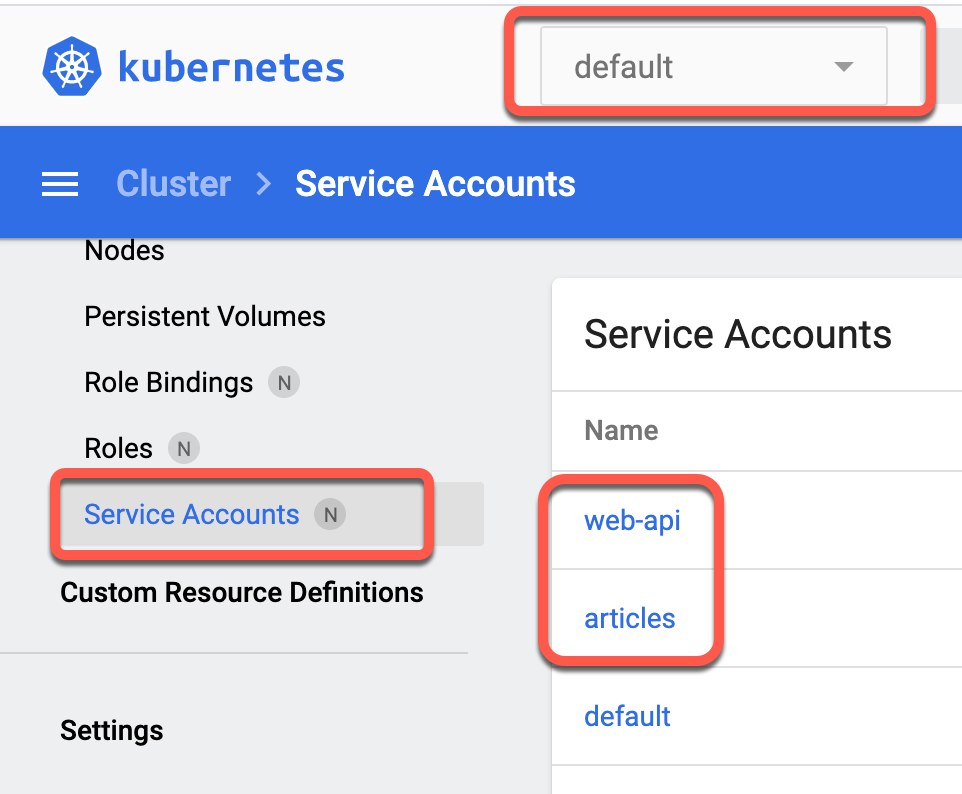 kubernetes
default
Cluster > Service Accounts
Nodes
Persistent Volumes
Role Bindings N
Roles N
Service Accounts N
Custom Resource Definitions
Settings
Service Accounts
Name
web-api
articles
default